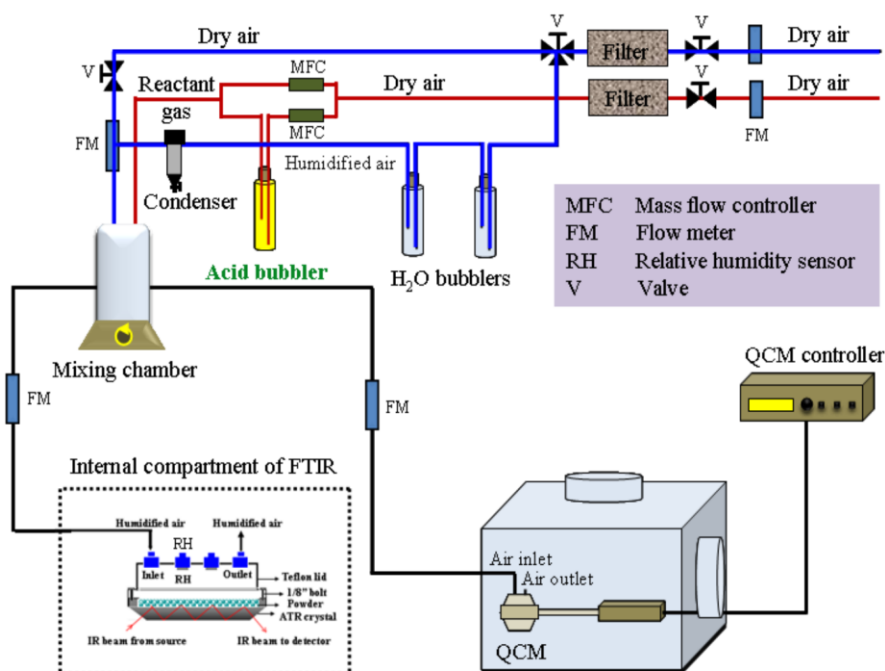 V
Dry air
V
Dry air
Filter
V
Reactant
gas
MFC
MFC
Dry air
Filter
V
Dry air
FM
FM
Condenser
Humidified air
Acid bubbler
H2O bubblers
MFC Mass flow controller
FM Flow meter
RH Relative humidity sensor
V Valve
Mixing chamber
QCM controller
FM
FM
Internal compartment of FTIR
Humidified air
Humidified air
RH
Inlet
RH
Outlet
Teflon lid
1/8" bolt
Powder
ATR crystal
IR beam from source
IR beam to detector
Air inlet
Air outlet
QCM